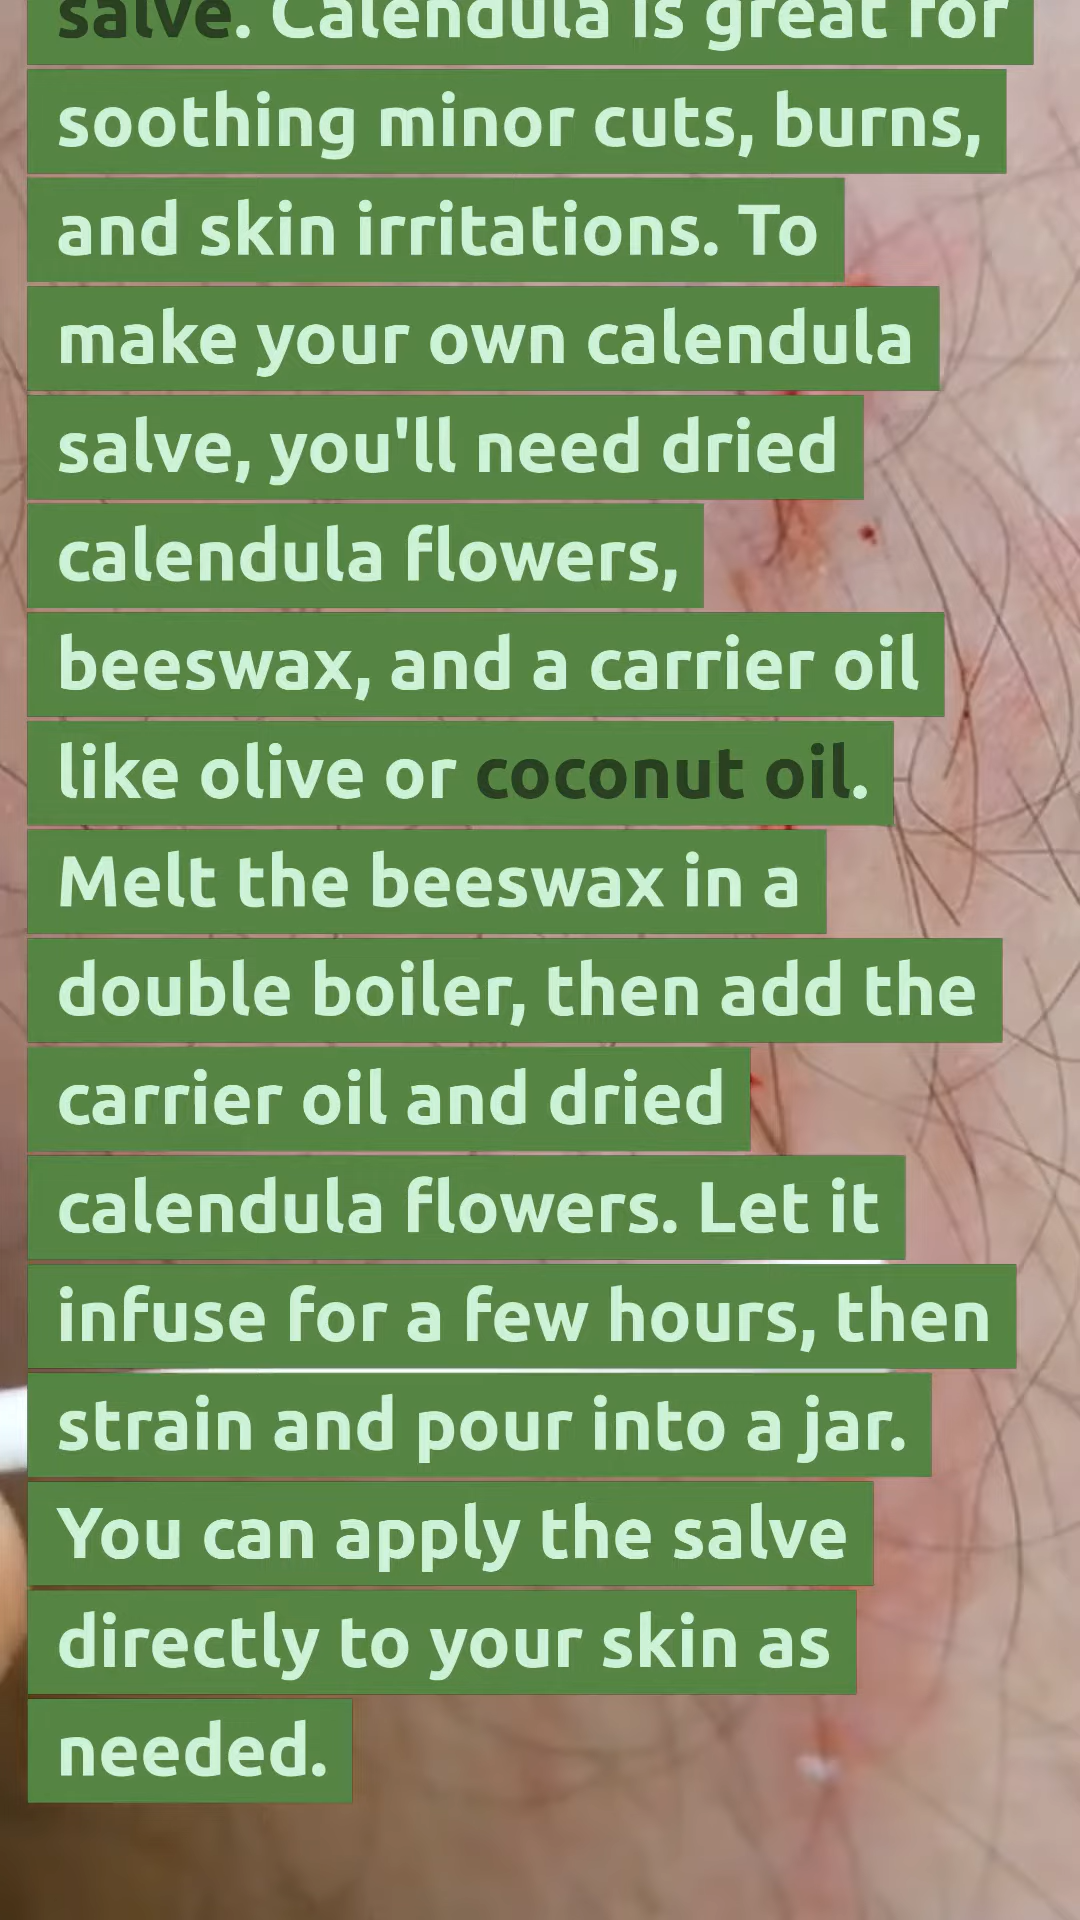 salve. Calendula is great for
soothing minor cuts, burns,
and skin irritations. To
make your own calendula
salve, you'll need dried
calendula flowers,
beeswax, and a carrier oil
like olive or coconut oil.
Melt the beeswax in a
double boiler, then add the
carrier oil and dried
calendula flowers. Let it
infuse for a few hours, then
strain and pour into a jar.
You can apply the salve
directly to your skin as
needed.